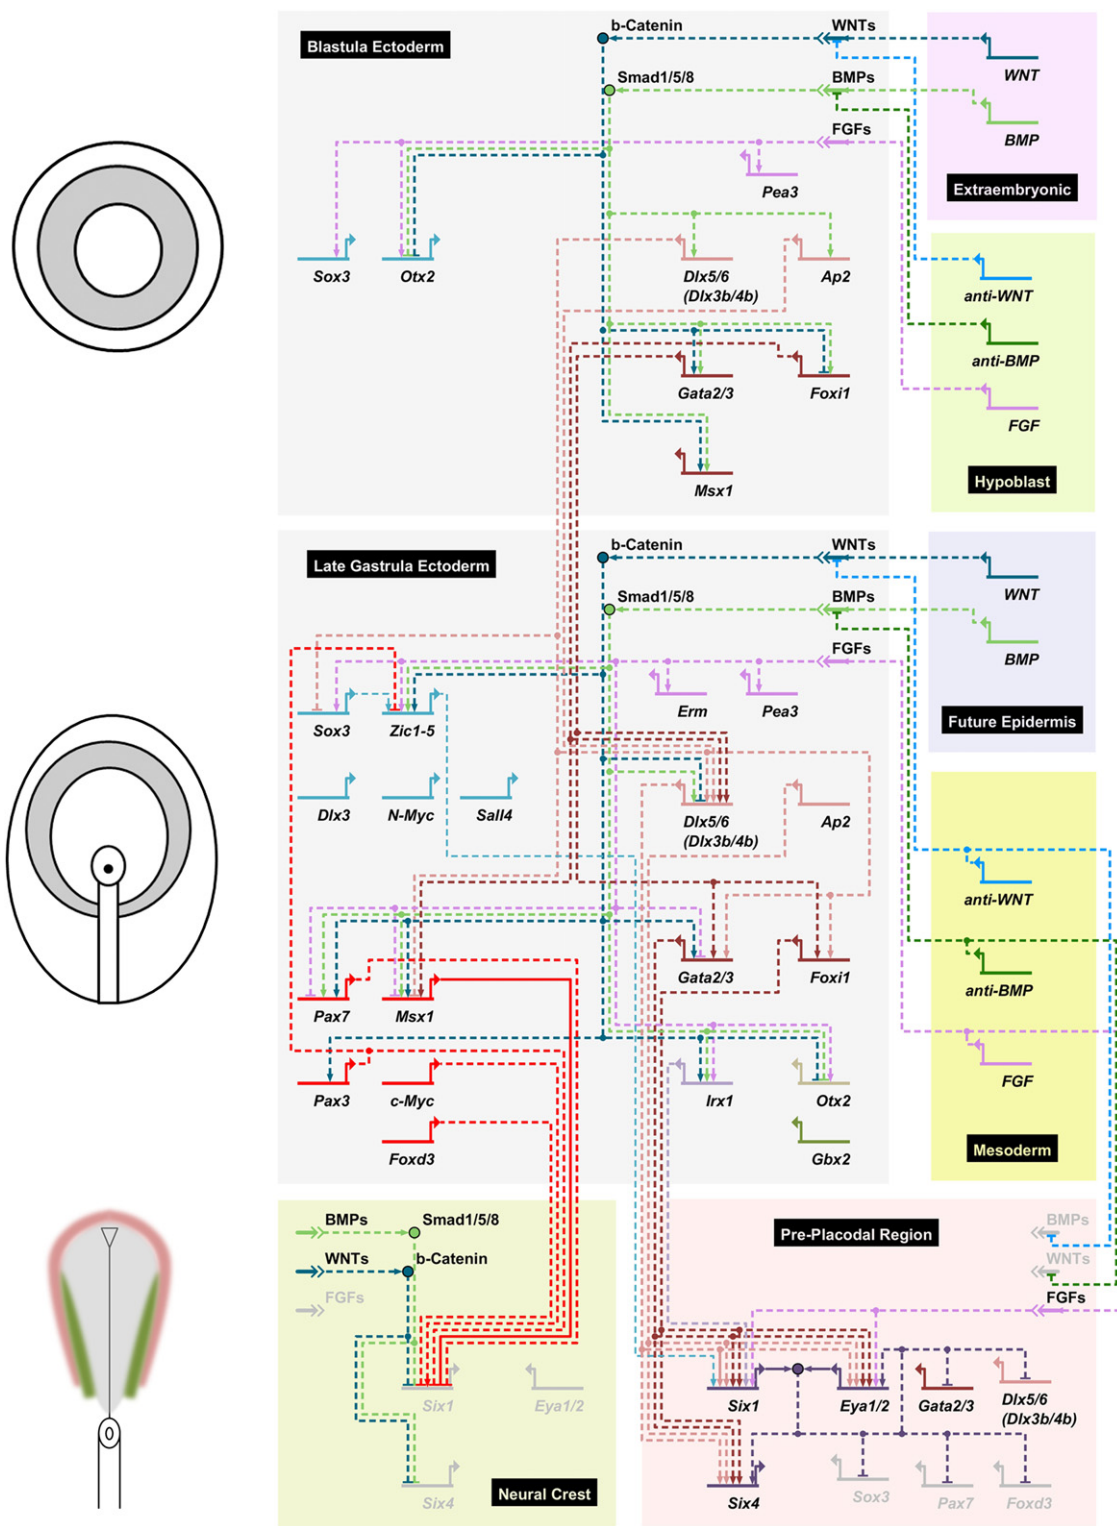 Blastula Ectoderm
b-Catenin
WNTs
WNT
Smad1/5/8
BMPs
BMP
FGFs
Pea3
Extraembryonic
Sox3
Otx2
Dlx5/6
(Dlx3b/4b)
Ap2
anti-WNT
anti-BMP
Gata2/3
Foxi1
FGF
Msx1
Hypoblast
Late Gastrula Ectoderm
b-Catenin
WNTs
WNT
Smad1/5/8
BMPs
BMP
FGFs
Erm
Pea3
Future Epidermis
Sox3
Zic1-5
Dlx3
N-Myc
Sall4
Dlx5/6
(Dlx3b/4b)
Ap2
anti-WNT
Gata2/3
Foxi1
anti-BMP
Pax7
Msx1
FGF
Pax3
c-Myc
Irx1
Otx2
Foxd3
Gbx2
Mesoderm
BMPs
Smad1/5/8
WNTs
b-Catenin
FGFs
Six1
Eya1/2
Six4
Neural Crest
Pre-Placodal Region
BMPs
WNTs
FGFs
Six1
Eya1/2
Gata2/3
Dlx5/6
(Dlx3b/4b)
Six4
Sox3
Pax7
Foxd3